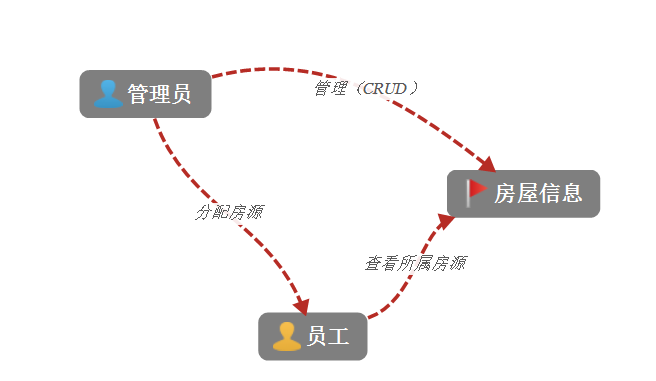 管理员
管理（CRUD）
房屋信息
分配房源
查看所属房源
员工